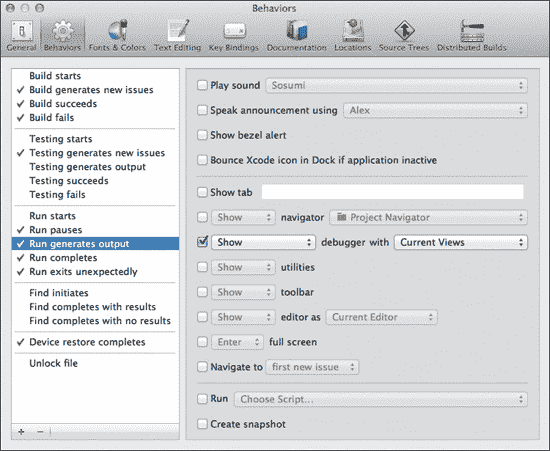 Behaviors
General Behaviors Fonts & Colors Text Editing Key Bindings Documentation Locations Source Trees Distributed Builds
Build starts
Build generates new issues
Build succeeds
Build fails
Testing starts
Testing generates new issues
Testing generates output
Testing succeeds
Testing fails
Run starts
Run pauses
Run generates output
Run completes
Run exits unexpectedly
Find initiates
Find completes with results
Find completes with no results
Device restore completes
Unlock file
Play sound Sosumi
Speak announcement using Alex
Show bezel alert
Bounce Xcode icon in Dock if application inactive
Show tab
Show navigator Project Navigator
Show debugger with Current Views
Show utilities
Show toolbar
Show editor as Current Editor
Enter full screen
Navigate to first new issue
Run Choose Script...
Create snapshot